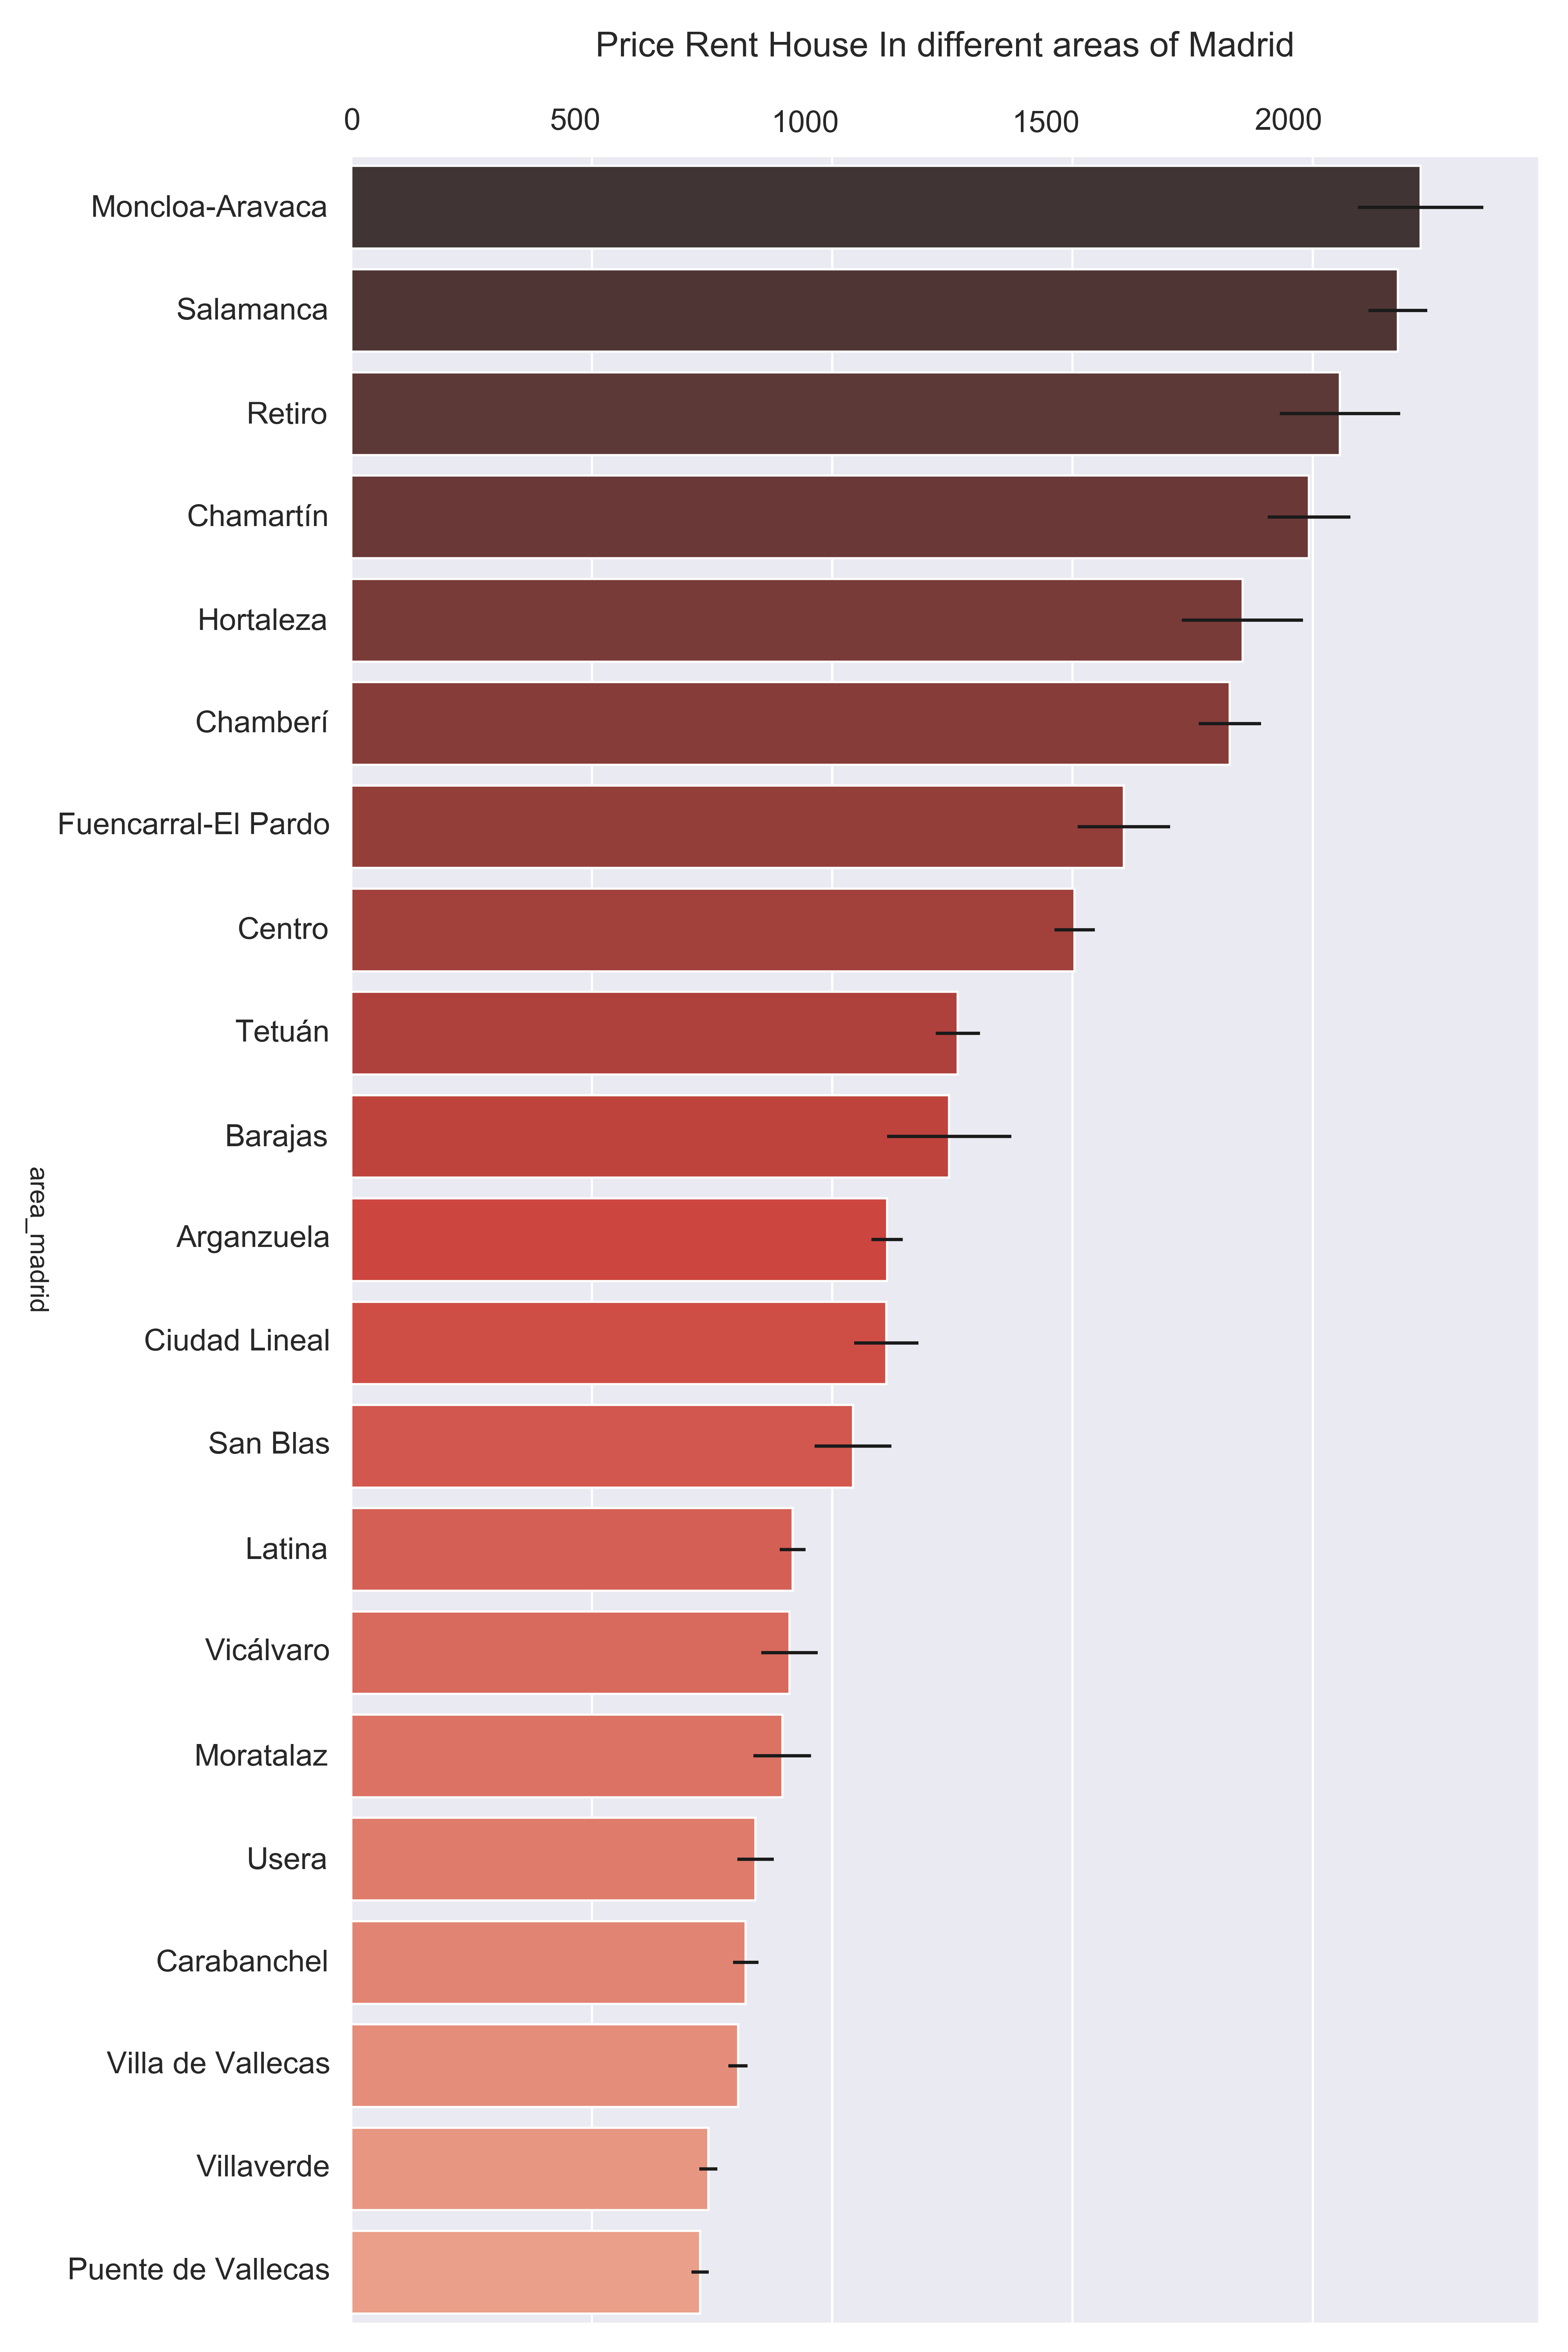 Price Rent House In different areas of Madrid
0 500 1000 1500 2000
Moncloa-Aravaca
Salamanca
Retiro
Chamartín
Hortaleza
Chamberí
Fuencarral-El Pardo
Centro
Tetuán
Barajas
area_madrid
Arganzuela
Ciudad Lineal
San Blas
Latina
Vicálvaro
Moratalaz
Usera
Carabanchel
Villa de Vallecas
Villaverde
Puente de Vallecas